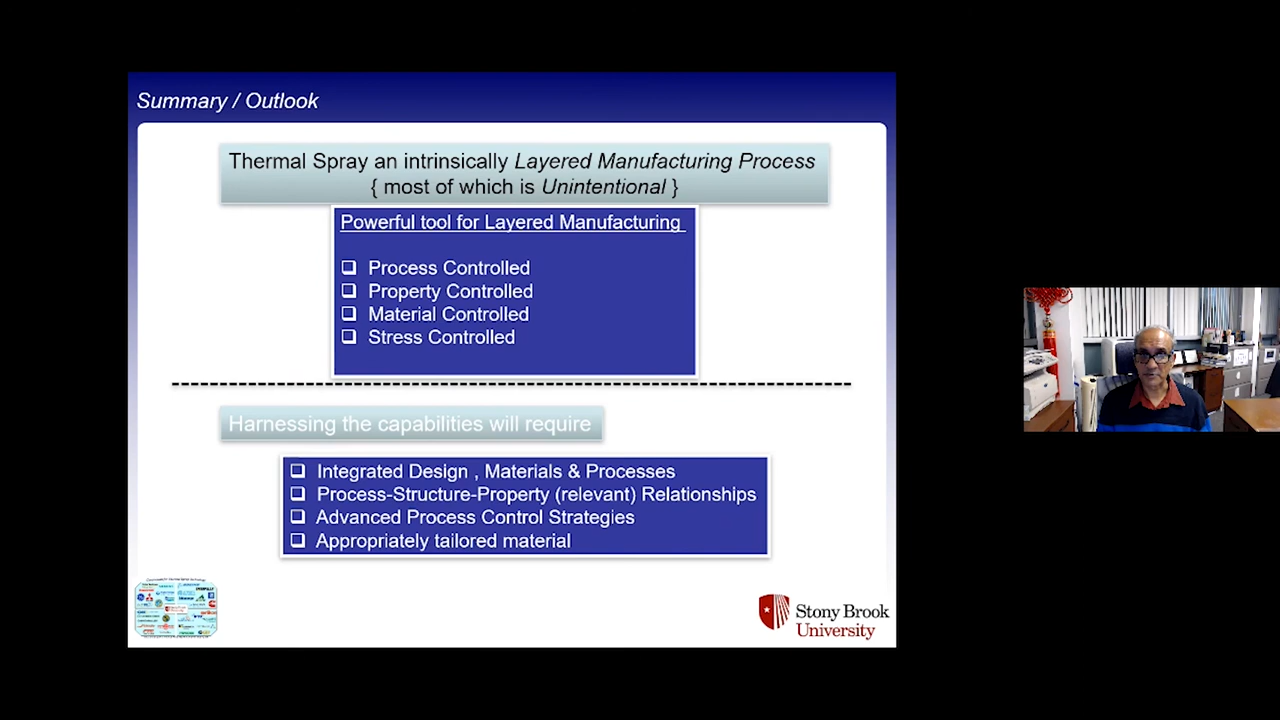 Summary / Outlook
Thermal Spray an intrinsically Layered Manufacturing Process
{ most of which is Unintentional }
Powerful tool for Layered Manufacturing
❑ Process Controlled
❑ Property Controlled
❑ Material Controlled
❑ Stress Controlled
Harnessing the capabilities will require
❑ Integrated Design , Materials & Processes
❑ Process-Structure-Property (relevant) Relationships
❑ Advanced Process Control Strategies
❑ Appropriately tailored material
Stony Brook
University